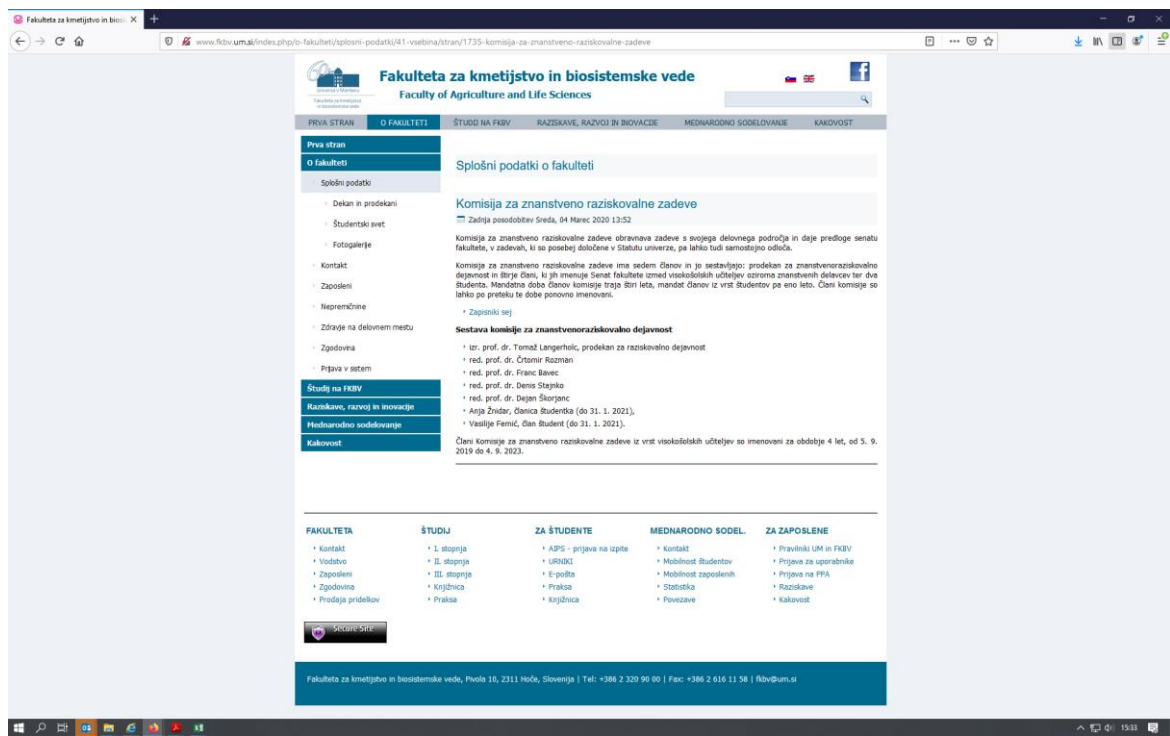 Fakulteta za kmetijstvo in biosi
www.fkbv.um.si/index.php/o-fakulteti/splosni-podatki/41-vsebina/stran/1735-komisija-za-znanstveno-raziskovalne-zadeve
Fakulteta za kmetijstvo in biosistemske vede
Faculty of Agriculture and Life Sciences
Univerza v Mariboru
Fakulteta za kmetijstvo
in biosistemske vede
PRVA STRAN
O FAKULTETI
ŠTUDIJ NA FKBV
RAZISKAVE, RAZVOJ IN INOVACIJE
MEDNARODNO SODELOVANJE
KAKOVOST
Prva stran
O fakulteti
Splošni podatki
Dekan in prodekani
Študentski svet
Fotogalerije
Kontakt
Zaposleni
Nepremičnine
Zdravje na delovnem mestu
Zgodovina
Prijava v sistem
Študij na FKBV
Raziskave, razvoj in inovacije
Mednarodno sodelovanje
Kakovost
Splošni podatki o fakulteti
Komisija za znanstveno raziskovalne zadeve
Zadnja posodobitev Sreda, 04 Marec 2020 13:52
Komisija za znanstveno raziskovalne zadeve obravnava zadeve s svojega delovnega področja in daje predloge senatu
fakultete, v zadevah, ki so posebej določene v Statutu univerze, pa lahko tudi samostojno odloča.
Komisija za znanstveno raziskovalne zadeve ima sedem članov in jo sestavljajo: prodekan za znanstvenoraziskovalno
dejavnost in štirje člani, ki jih imenuje Senat fakultete izmed visokošolskih učiteljev oziroma znanstvenih delavcev ter dva
študenta. Mandatna doba članov komisije traja štiri leta, mandat članov iz vrst študentov pa eno leto. Člani komisije so
lahko po preteku te dobe ponovno imenovani.
Zapisniki sej
Sestava komisije za znanstvenoraziskovalno dejavnost
izr. prof. dr. Tomaž Langerholc, prodekan za raziskovalno dejavnost
red. prof. dr. Črtomir Rozman
red. prof. dr. Franc Bavec
red. prof. dr. Denis Stajnko
red. prof. dr. Dejan Škorjanc
Anja Žnidar, članica študentka (do 31. 1. 2021),
Vasilije Femić, član študent (do 31. 1. 2021).
Člani Komisije za znanstveno raziskovalne zadeve iz vrst visokošolskih učiteljev so imenovani za obdobje 4 let, od 5. 9.
2019 do 4. 9. 2023.
FAKULTETA
Kontakt
Vodstvo
Zaposleni
Zgodovina
Prodaja pridelkov
ŠTUDIJ
I. stopnja
II. stopnja
III. stopnja
Knjižnica
Praksa
ZA ŠTUDENTE
AIPS - prijava na izpite
URNIKI
E-pošta
Praksa
Knjižnica
MEDNARODNO SODEL.
Kontakt
Mobilnost študentov
Mobilnost zaposlenih
Statistika
Povezave
ZA ZAPOSLENE
Pravilniki UM in FKBV
Prijava za uporabnike
Prijava na PPA
Raziskave
Kakovost
Secure Site
Fakulteta za kmetijstvo in biosistemske vede, Pivola 10, 2311 Hoče, Slovenija | Tel: +386 2 320 90 00 | Fax: +386 2 616 11 58 | fkbv@um.si
15:33